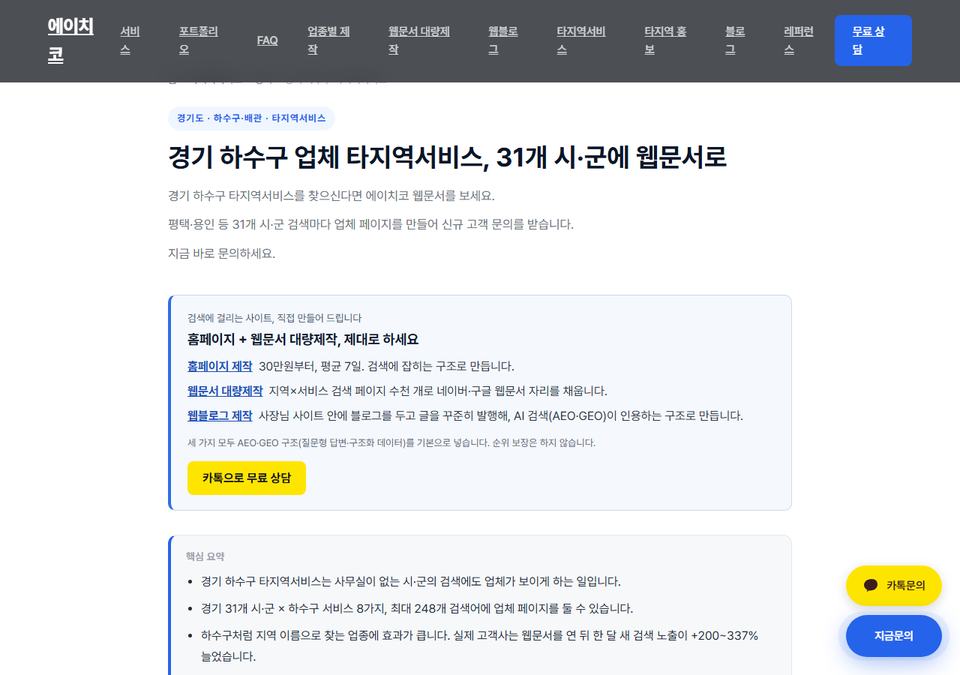 에이치
코
서비
스
포트폴리
오
FAQ
업종별 제
작
웹문서 대량제
작
웹블로
그
타지역서비
스
타지역 홍
보
블로
그
레퍼런
스
무료 상
담
경기도 · 하수구·배관 · 타지역서비스
경기 하수구 업체 타지역서비스, 31개 시·군에 웹문서로
경기 하수구 타지역서비스를 찾으신다면 에이치코 웹문서를 보세요.
평택·용인 등 31개 시·군 검색마다 업체 페이지를 만들어 신규 고객 문의를 받습니다.
지금 바로 문의하세요.
검색에 걸리는 사이트, 직접 만들어 드립니다
홈페이지 + 웹문서 대량제작, 제대로 하세요
홈페이지 제작 30만원부터, 평균 7일. 검색에 잡히는 구조로 만듭니다.
웹문서 대량제작 지역×서비스 검색 페이지 수천 개로 네이버·구글 웹문서 자리를 채웁니다.
웹블로그 제작 사장님 사이트 안에 블로그를 두고 글을 꾸준히 발행해, AI 검색(AEO·GEO)이 인용하는 구조로 만듭니다.
세 가지 모두 AEO·GEO 구조(질문형 답변·구조화 데이터)를 기본으로 넣습니다. 순위 보장은 하지 않습니다.
카톡으로 무료 상담
핵심 요약
• 경기 하수구 타지역서비스는 사무실이 없는 시·군의 검색에도 업체가 보이게 하는 일입니다.
• 경기 31개 시·군 × 하수구 서비스 8가지, 최대 248개 검색어에 업체 페이지를 둘 수 있습니다.
• 하수구처럼 지역 이름으로 찾는 업종에 효과가 큽니다. 실제 고객사는 웹문서를 연 뒤 한 달 새 검색 노출이 +200~337%
늘었습니다.
카톡문의
지금문의